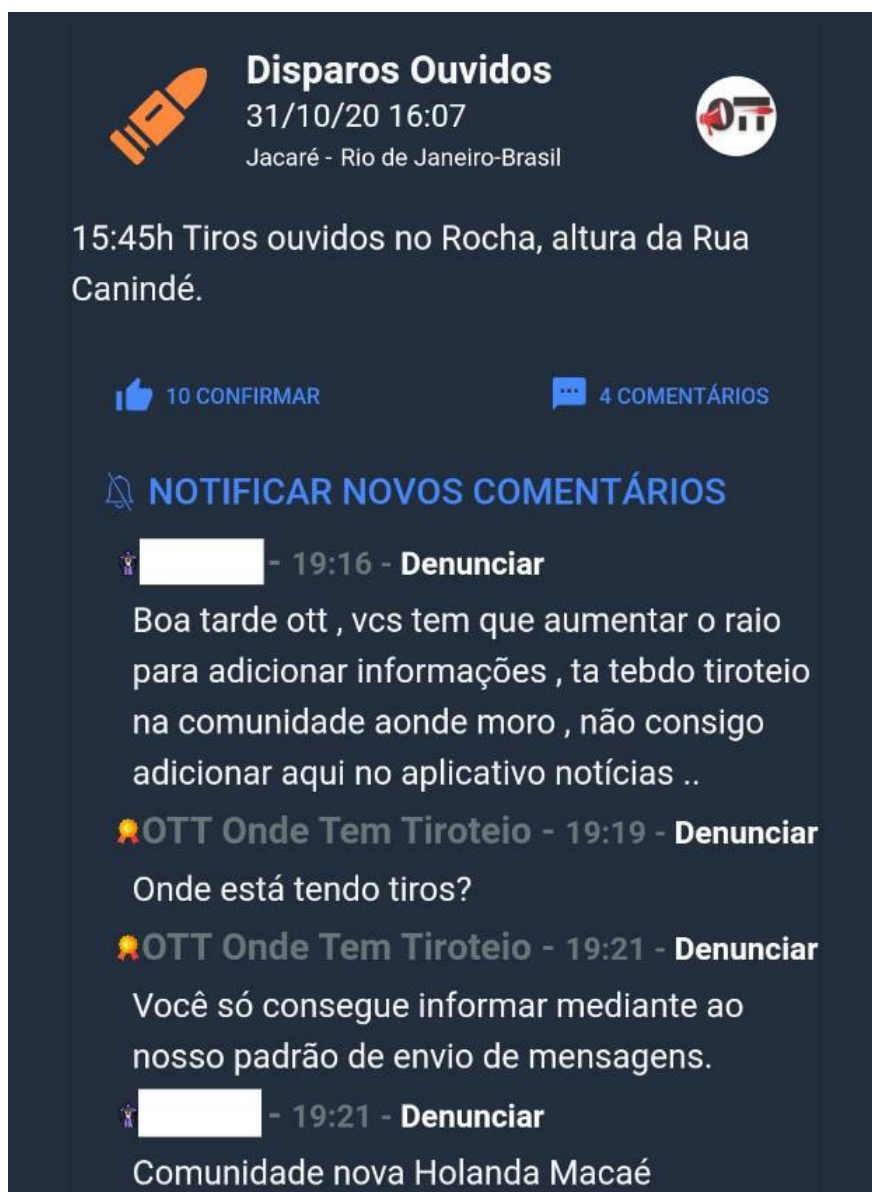 Disparos Ouvidos
31/10/20 16:07
Jacaré - Rio de Janeiro-Brasil
OTT
15:45h Tiros ouvidos no Rocha, altura da Rua
Canindé.
10 CONFIRMAR
4 COMENTÁRIOS
NOTIFICAR NOVOS COMENTÁRIOS
- 19:16 - Denunciar
Boa tarde ott , vcs tem que aumentar o raio
para adicionar informações , ta tebdo tiroteio
na comunidade aonde moro , não consigo
adicionar aqui no aplicativo notícias ..
OTT Onde Tem Tiroteio - 19:19 - Denunciar
Onde está tendo tiros?
OTT Onde Tem Tiroteio - 19:21 - Denunciar
Você só consegue informar mediante ao
nosso padrão de envio de mensagens.
- 19:21 - Denunciar
Comunidade nova Holanda Macaé